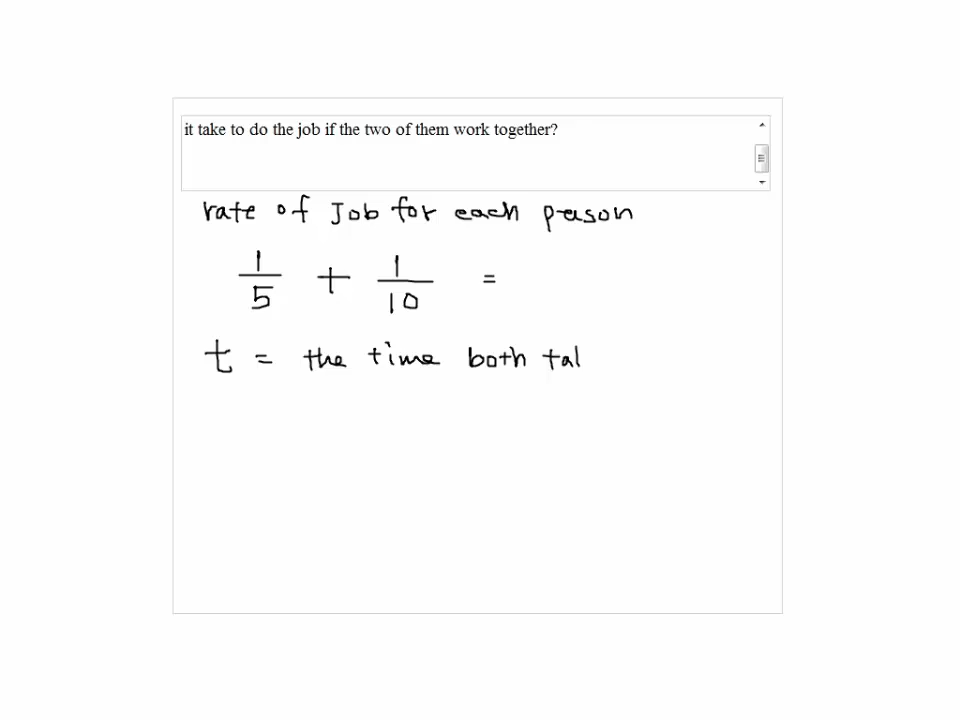 it take to do the job if the two of them work together?
rate of Job for each person
1/5 + 1/10 =
t = the time both tal